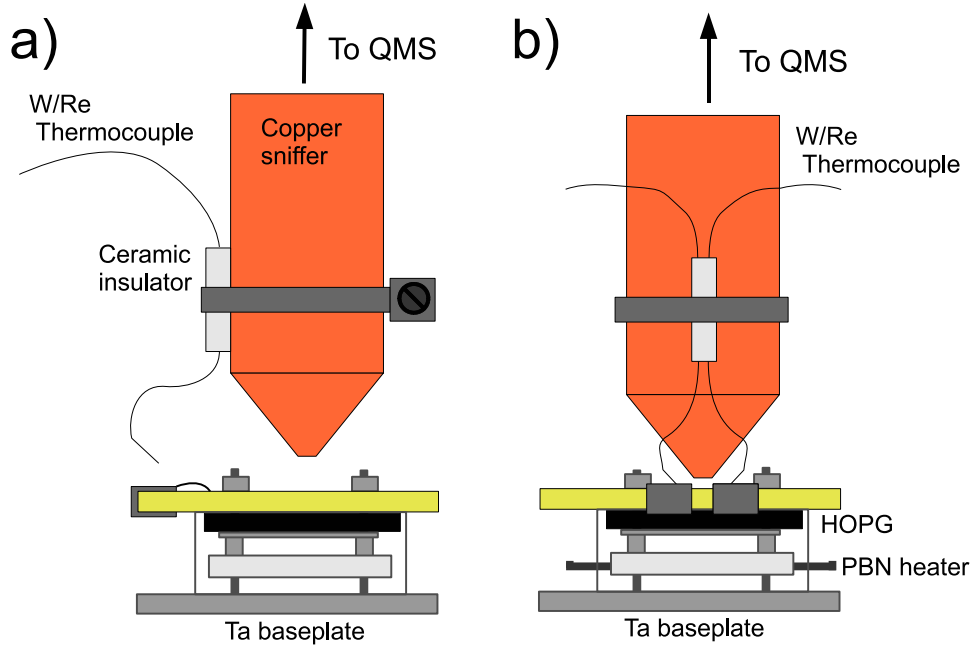 a)
To QMS
W/Re
Thermocouple
Copper
sniffer
Ceramic
insulator
Ta baseplate
b)
To QMS
W/Re
Thermocouple
HOPG
PBN heater
Ta baseplate